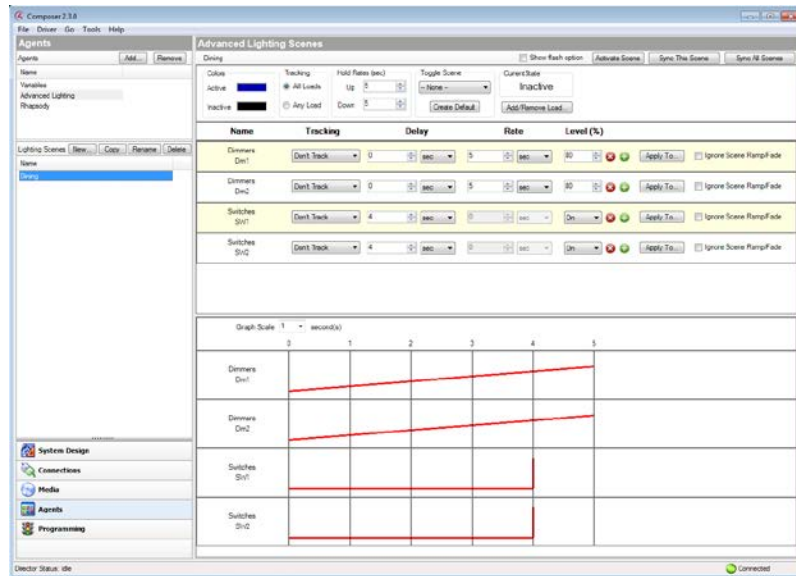 Composer 2.3.8
File Driver Go Tools Help
Agents
Agents Add... Remove
Name
Variables
Advanced Lighting
Rhapsody
Lighting Scenes New... Copy Rename Delete
Name
Dining
System Design
Connections
Media
Agents
Programming
Advanced Lighting Scenes
Dining Show flash option Activate Scene Sync This Scene Sync All Scenes
Colors Tracking Hold Rates (sec) Toggle Scene Current State
Active All Loads Up 5 -- None -- Inactive
Inactive Any Load Down 5 Create Default Add/Remove Load...
Name Tracking Delay Rate Level (%)
Dimmers
Dm1 Don't Track 0 sec 5 sec 80 Apply To... Ignore Scene Ramp/Fade
Dimmers
Dm2 Don't Track 0 sec 5 sec 80 Apply To... Ignore Scene Ramp/Fade
Switches
SW1 Don't Track 4 sec 0 sec On Apply To... Ignore Scene Ramp/Fade
Switches
SW2 Don't Track 4 sec 0 sec On Apply To... Ignore Scene Ramp/Fade
Graph Scale 1 second(s)
0 1 2 3 4 5
Dimmers
Dm1
Dimmers
Dm2
Switches
SW1
Switches
SW2
Director Status: idle Connected